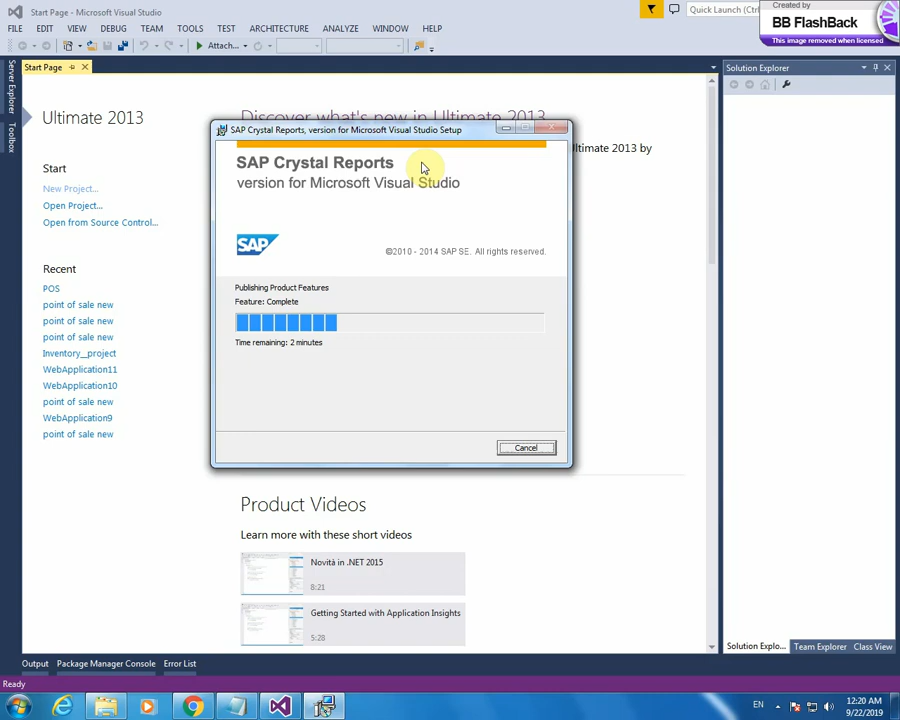 Start Page - Microsoft Visual Studio
Quick Launch (Ctrl
Created by
BB FlashBack
This image removed when licensed
FILE EDIT VIEW DEBUG TEAM TOOLS TEST ARCHITECTURE ANALYZE WINDOW HELP
Attach...
Start Page
Solution Explorer
Server Explorer
Toolbox
Ultimate 2013
Discover what's new in Ultimate 2013
Ultimate 2013 by
Start
New Project...
Open Project...
Open from Source Control...
Recent
POS
point of sale new
point of sale new
point of sale new
Inventory__project
WebApplication11
WebApplication10
point of sale new
WebApplication9
point of sale new
SAP Crystal Reports, version for Microsoft Visual Studio Setup
SAP Crystal Reports
version for Microsoft Visual Studio
SAP
©2010 - 2014 SAP SE. All rights reserved.
Publishing Product Features
Feature: Complete
Time remaining: 2 minutes
Cancel
Product Videos
Learn more with these short videos
Novità in .NET 2015
8:21
Getting Started with Application Insights
5:28
Solution Explo... Team Explorer Class View
Output Package Manager Console Error List
Ready
EN
12:20 AM
9/22/2019